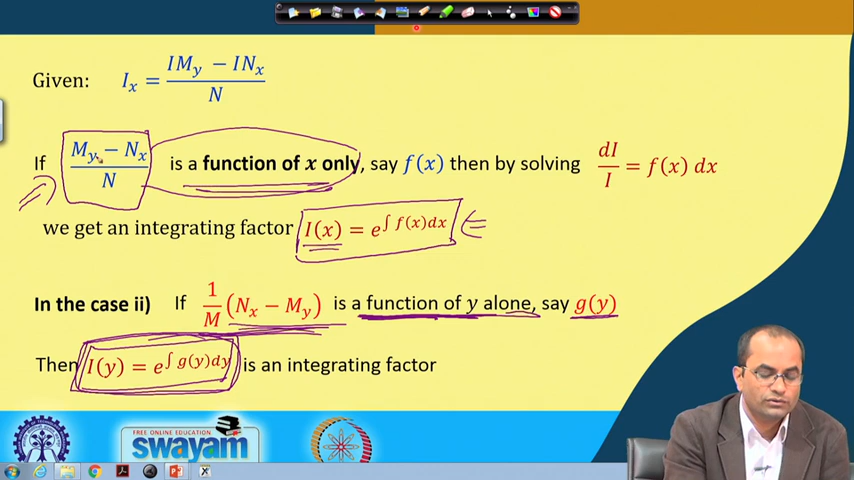 Given: I_x = (IM_y − IN_x) / N
If (M_y − N_x) / N is a function of x only, say f(x) then by solving dI/I = f(x) dx
we get an integrating factor I(x) = e^{∫ f(x)dx}
In the case ii) If 1/M (N_x − M_y) is a function of y alone, say g(y)
Then I(y) = e^{∫ g(y)dy} is an integrating factor
FREE ONLINE EDUCATION
swayam